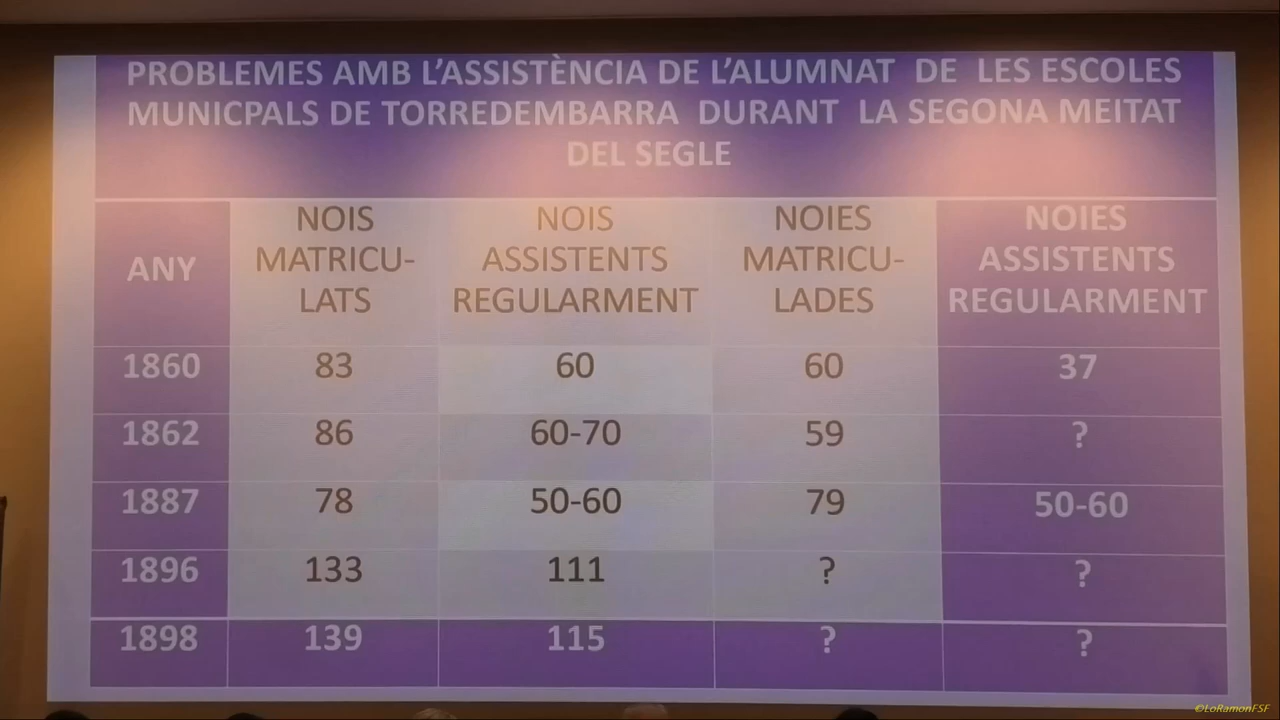 PROBLEMES AMB L'ASSISTÈNCIA DE L'ALUMNAT DE LES ESCOLES
MUNICPALS DE TORREDEMBARRA DURANT LA SEGONA MEITAT
DEL SEGLE
ANY
NOIS
MATRICU-
LATS
NOIS
ASSISTENTS
REGULARMENT
NOIES
MATRICU-
LADES
NOIES
ASSISTENTS
REGULARMENT
1860 83 60 60 37
1862 86 60-70 59 ?
1887 78 50-60 79 50-60
1896 133 111 ? ?
1898 139 115 ? ?
©LoRamonFSF